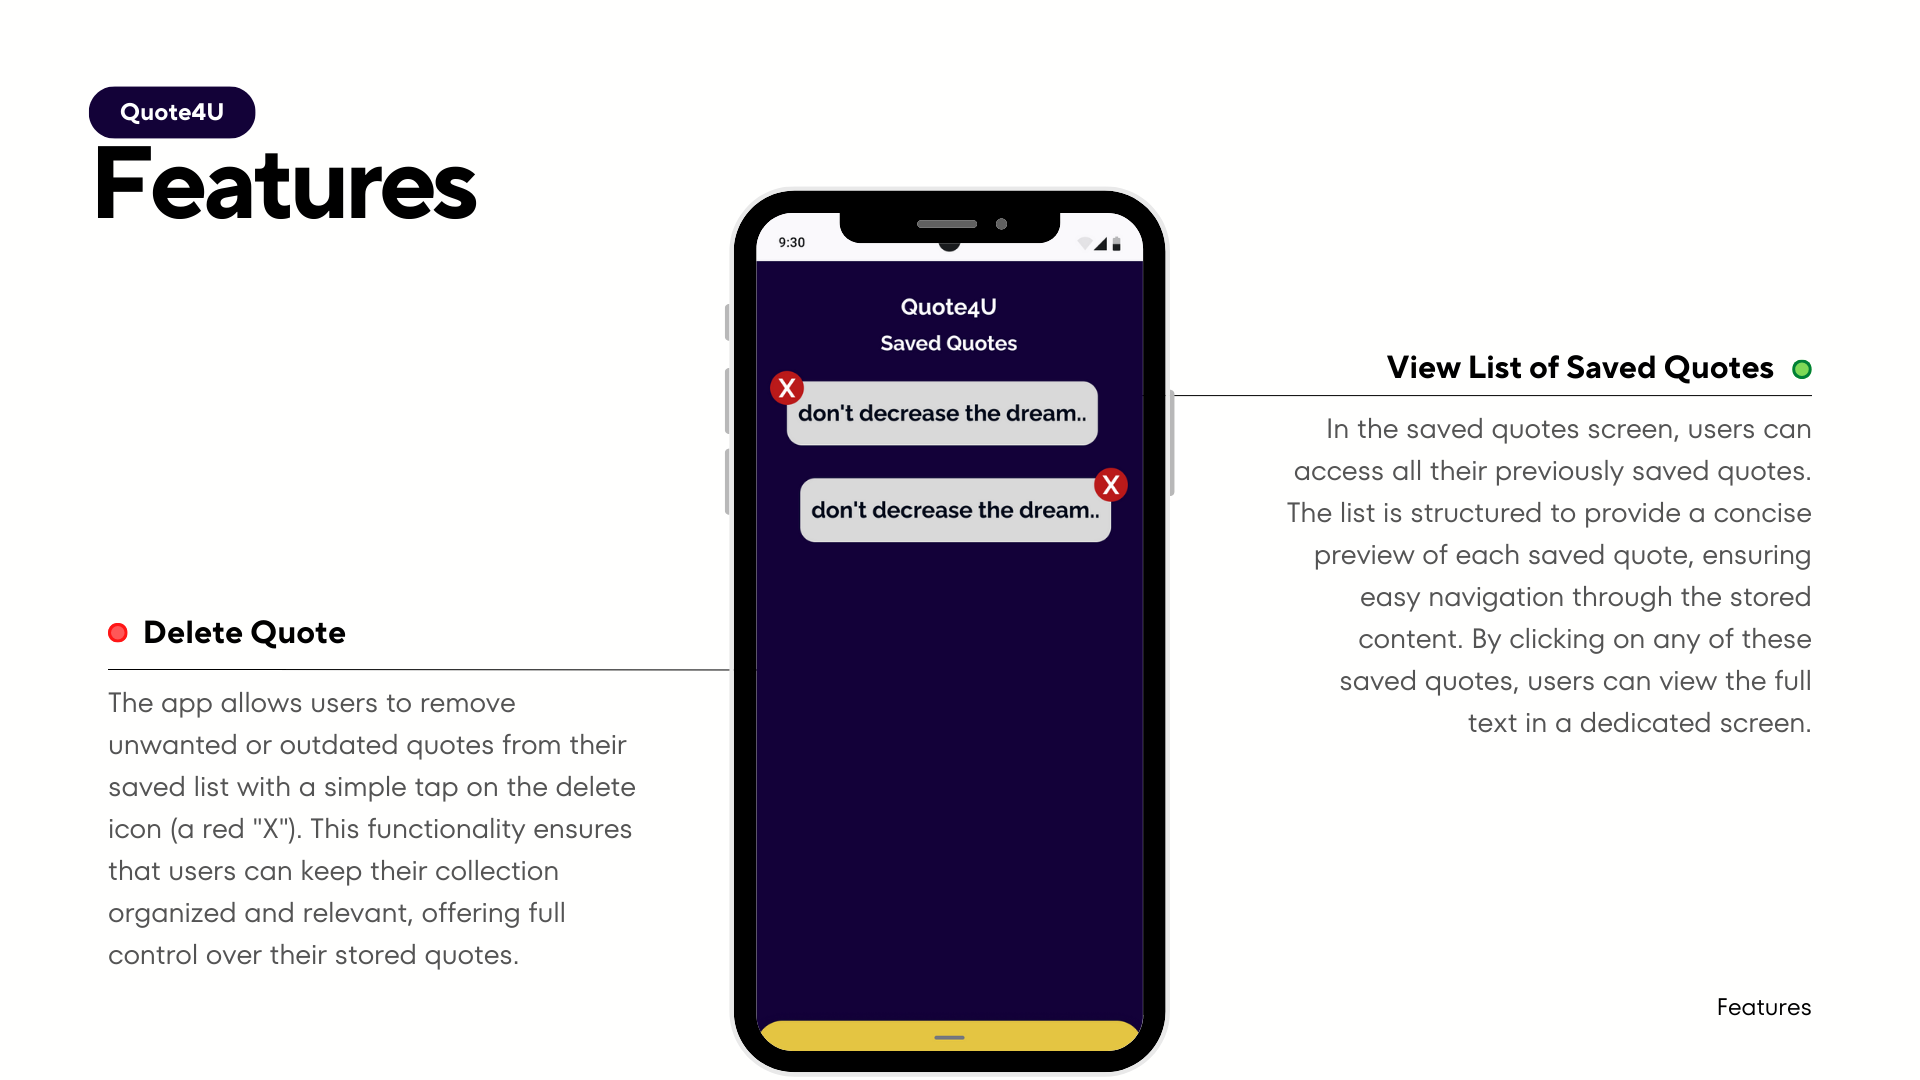 Quote4U
Features
9:30
Quote4U
Saved Quotes
X
don't decrease the dream..
X
don't decrease the dream..
View List of Saved Quotes
In the saved quotes screen, users can
access all their previously saved quotes.
The list is structured to provide a concise
preview of each saved quote, ensuring
easy navigation through the stored
content. By clicking on any of these
saved quotes, users can view the full
text in a dedicated screen.
Delete Quote
The app allows users to remove
unwanted or outdated quotes from their
saved list with a simple tap on the delete
icon (a red "X"). This functionality ensures
that users can keep their collection
organized and relevant, offering full
control over their stored quotes.
Features